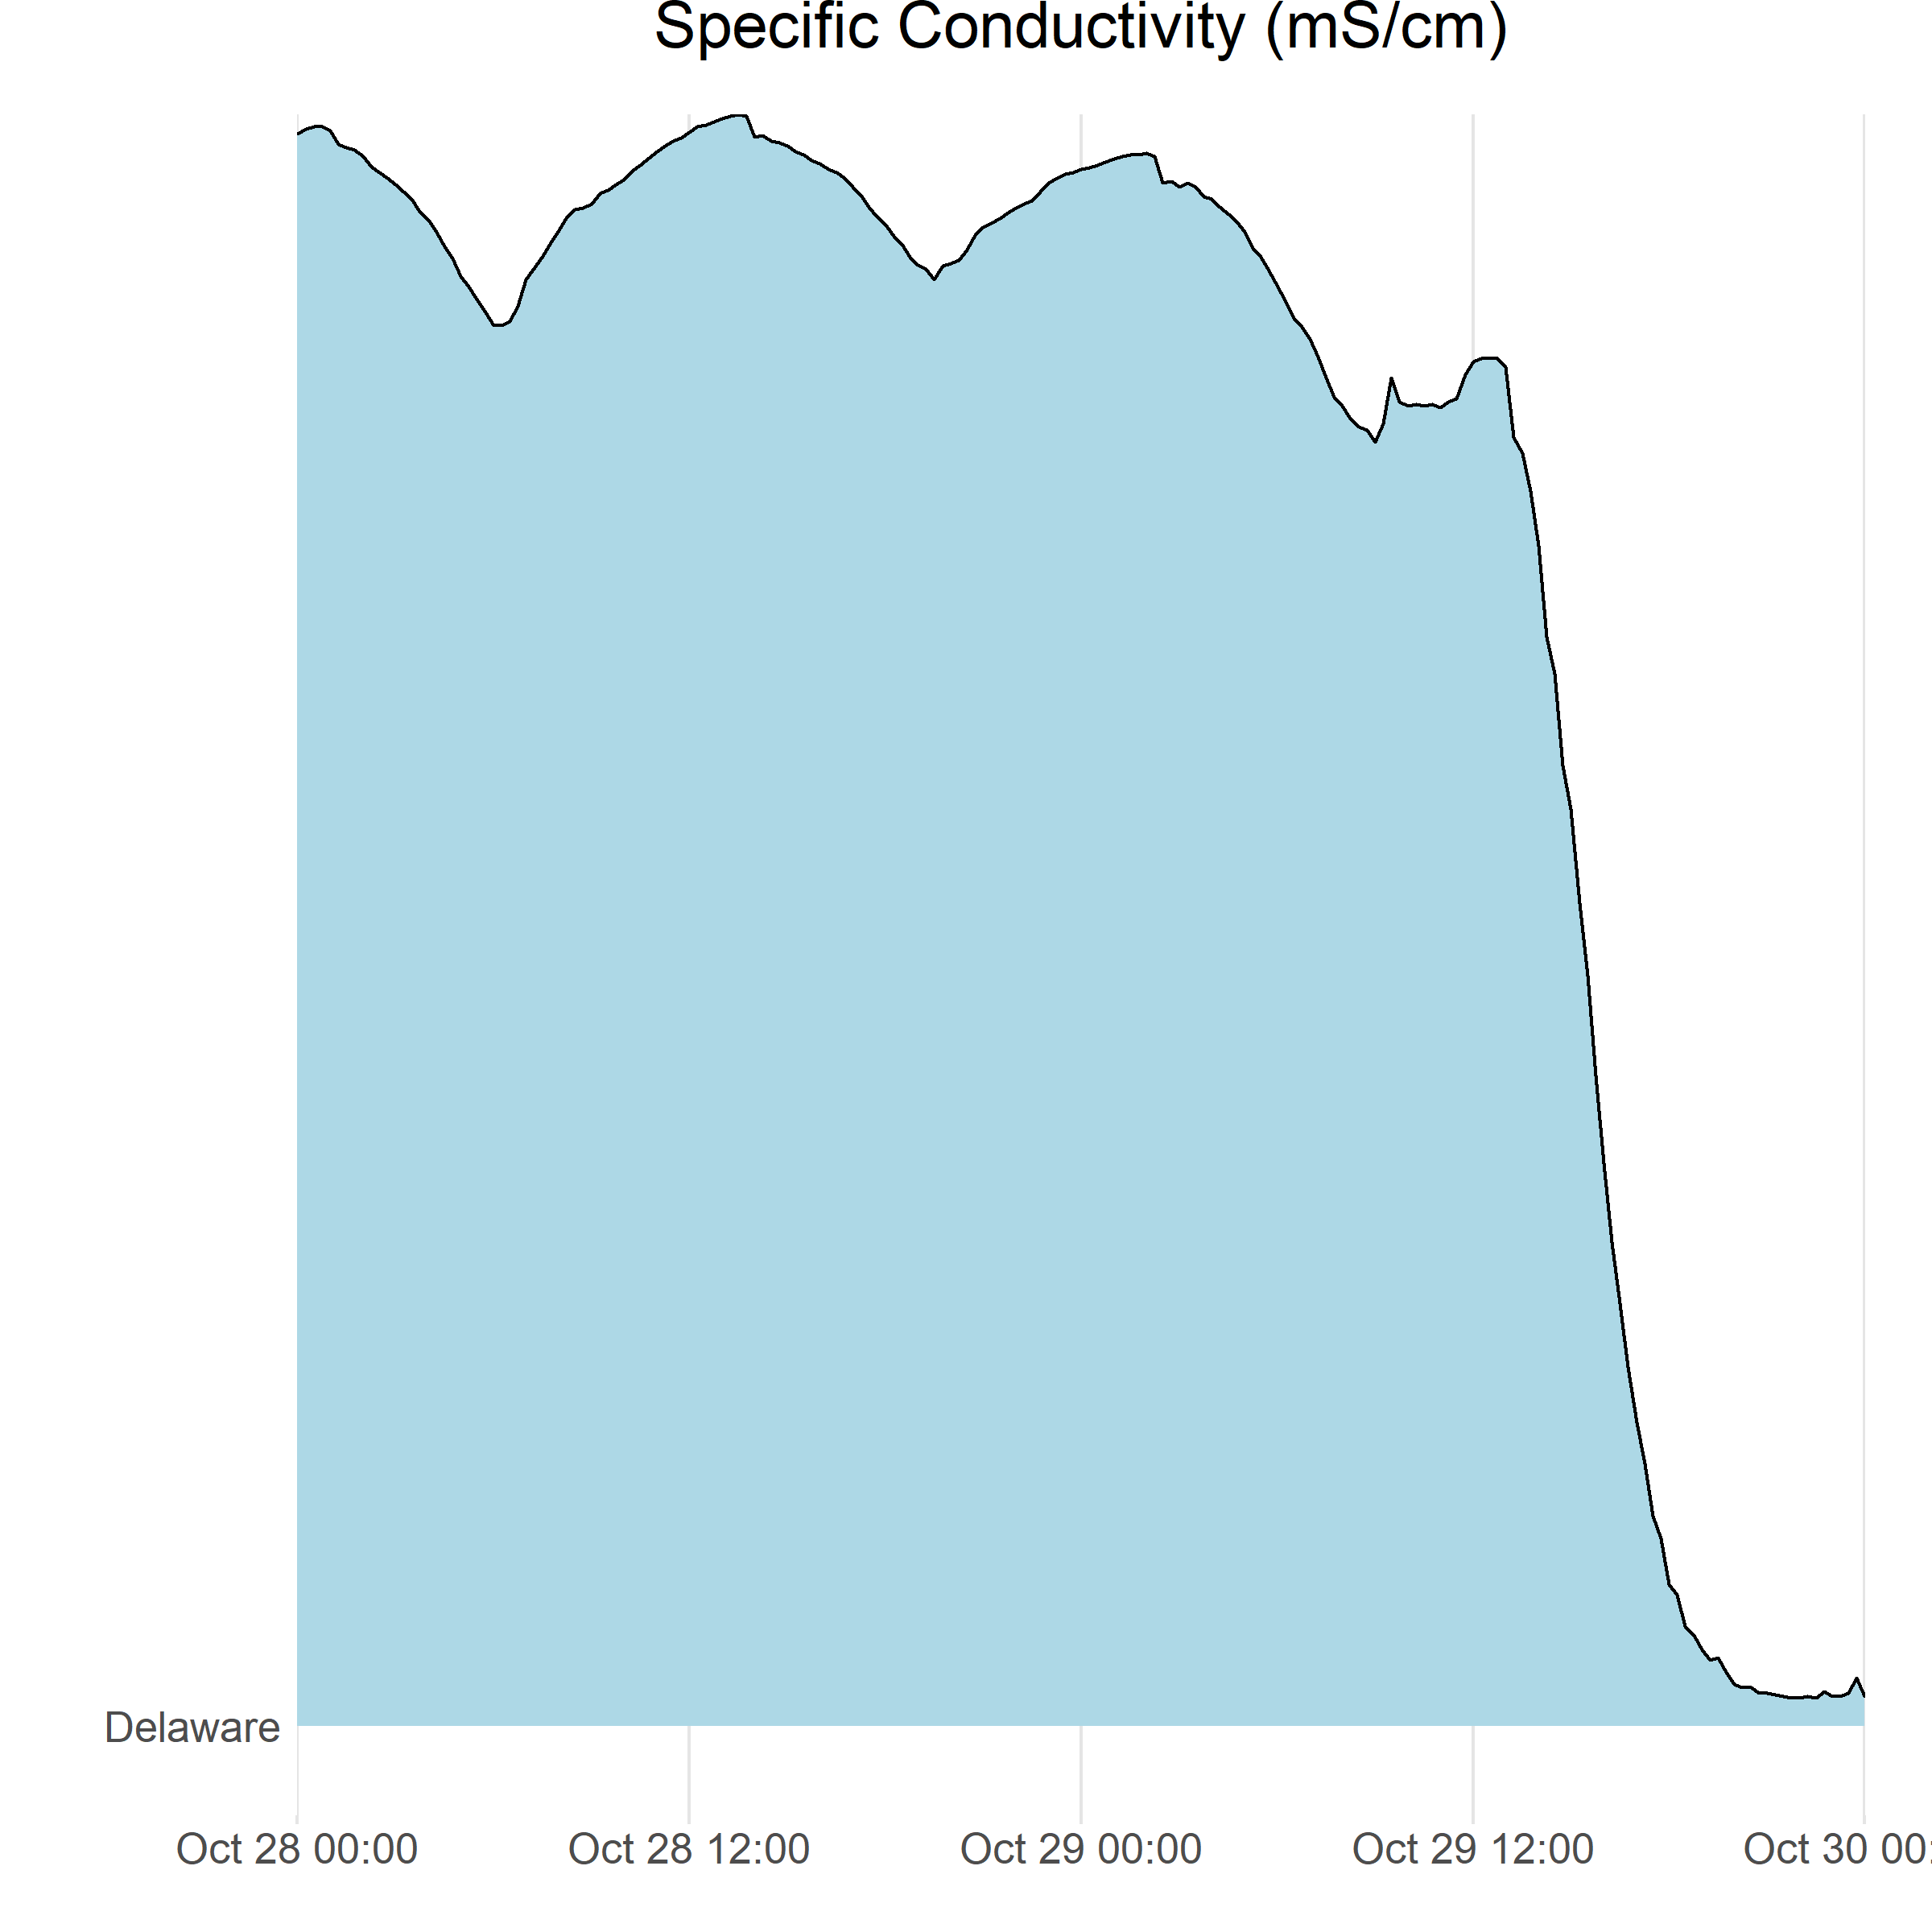 Specific Conductivity (mS/cm)
Delaware
Oct 28 00:00
Oct 28 12:00
Oct 29 00:00
Oct 29 12:00
Oct 30 00: